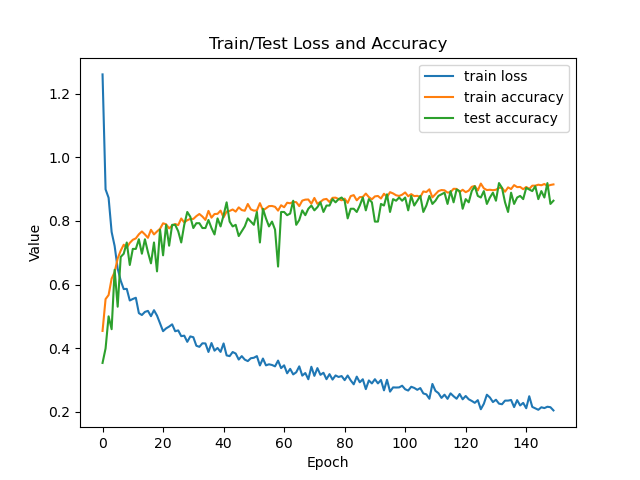 Train/Test Loss and Accuracy
train loss
train accuracy
test accuracy
Value
1.2
1.0
0.8
0.6
0.4
0.2
0 20 40 60 80 100 120 140
Epoch